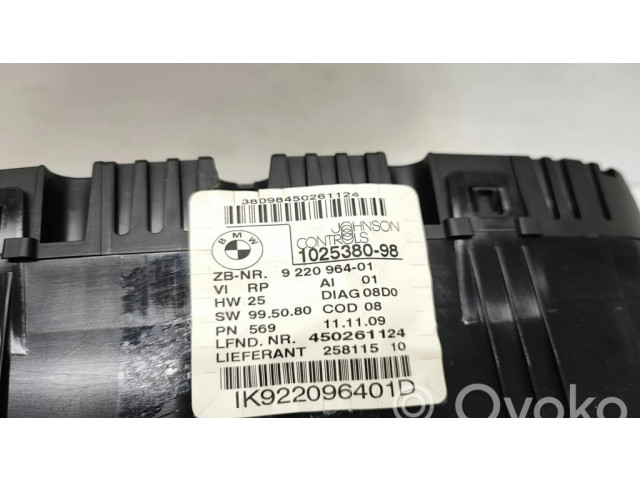 38098450261124
BMW
JOHNSON
CONTROLS
1025380-98
ZB-NR. 9 220 964-01
VI RP AI 01
HW 25 DIAG 08D0
SW 99.50.80 COD 08
PN 569 11.11.09
LFND. NR. 450261124
LIEFERANT 258115 10
IK922096401D
ovoko